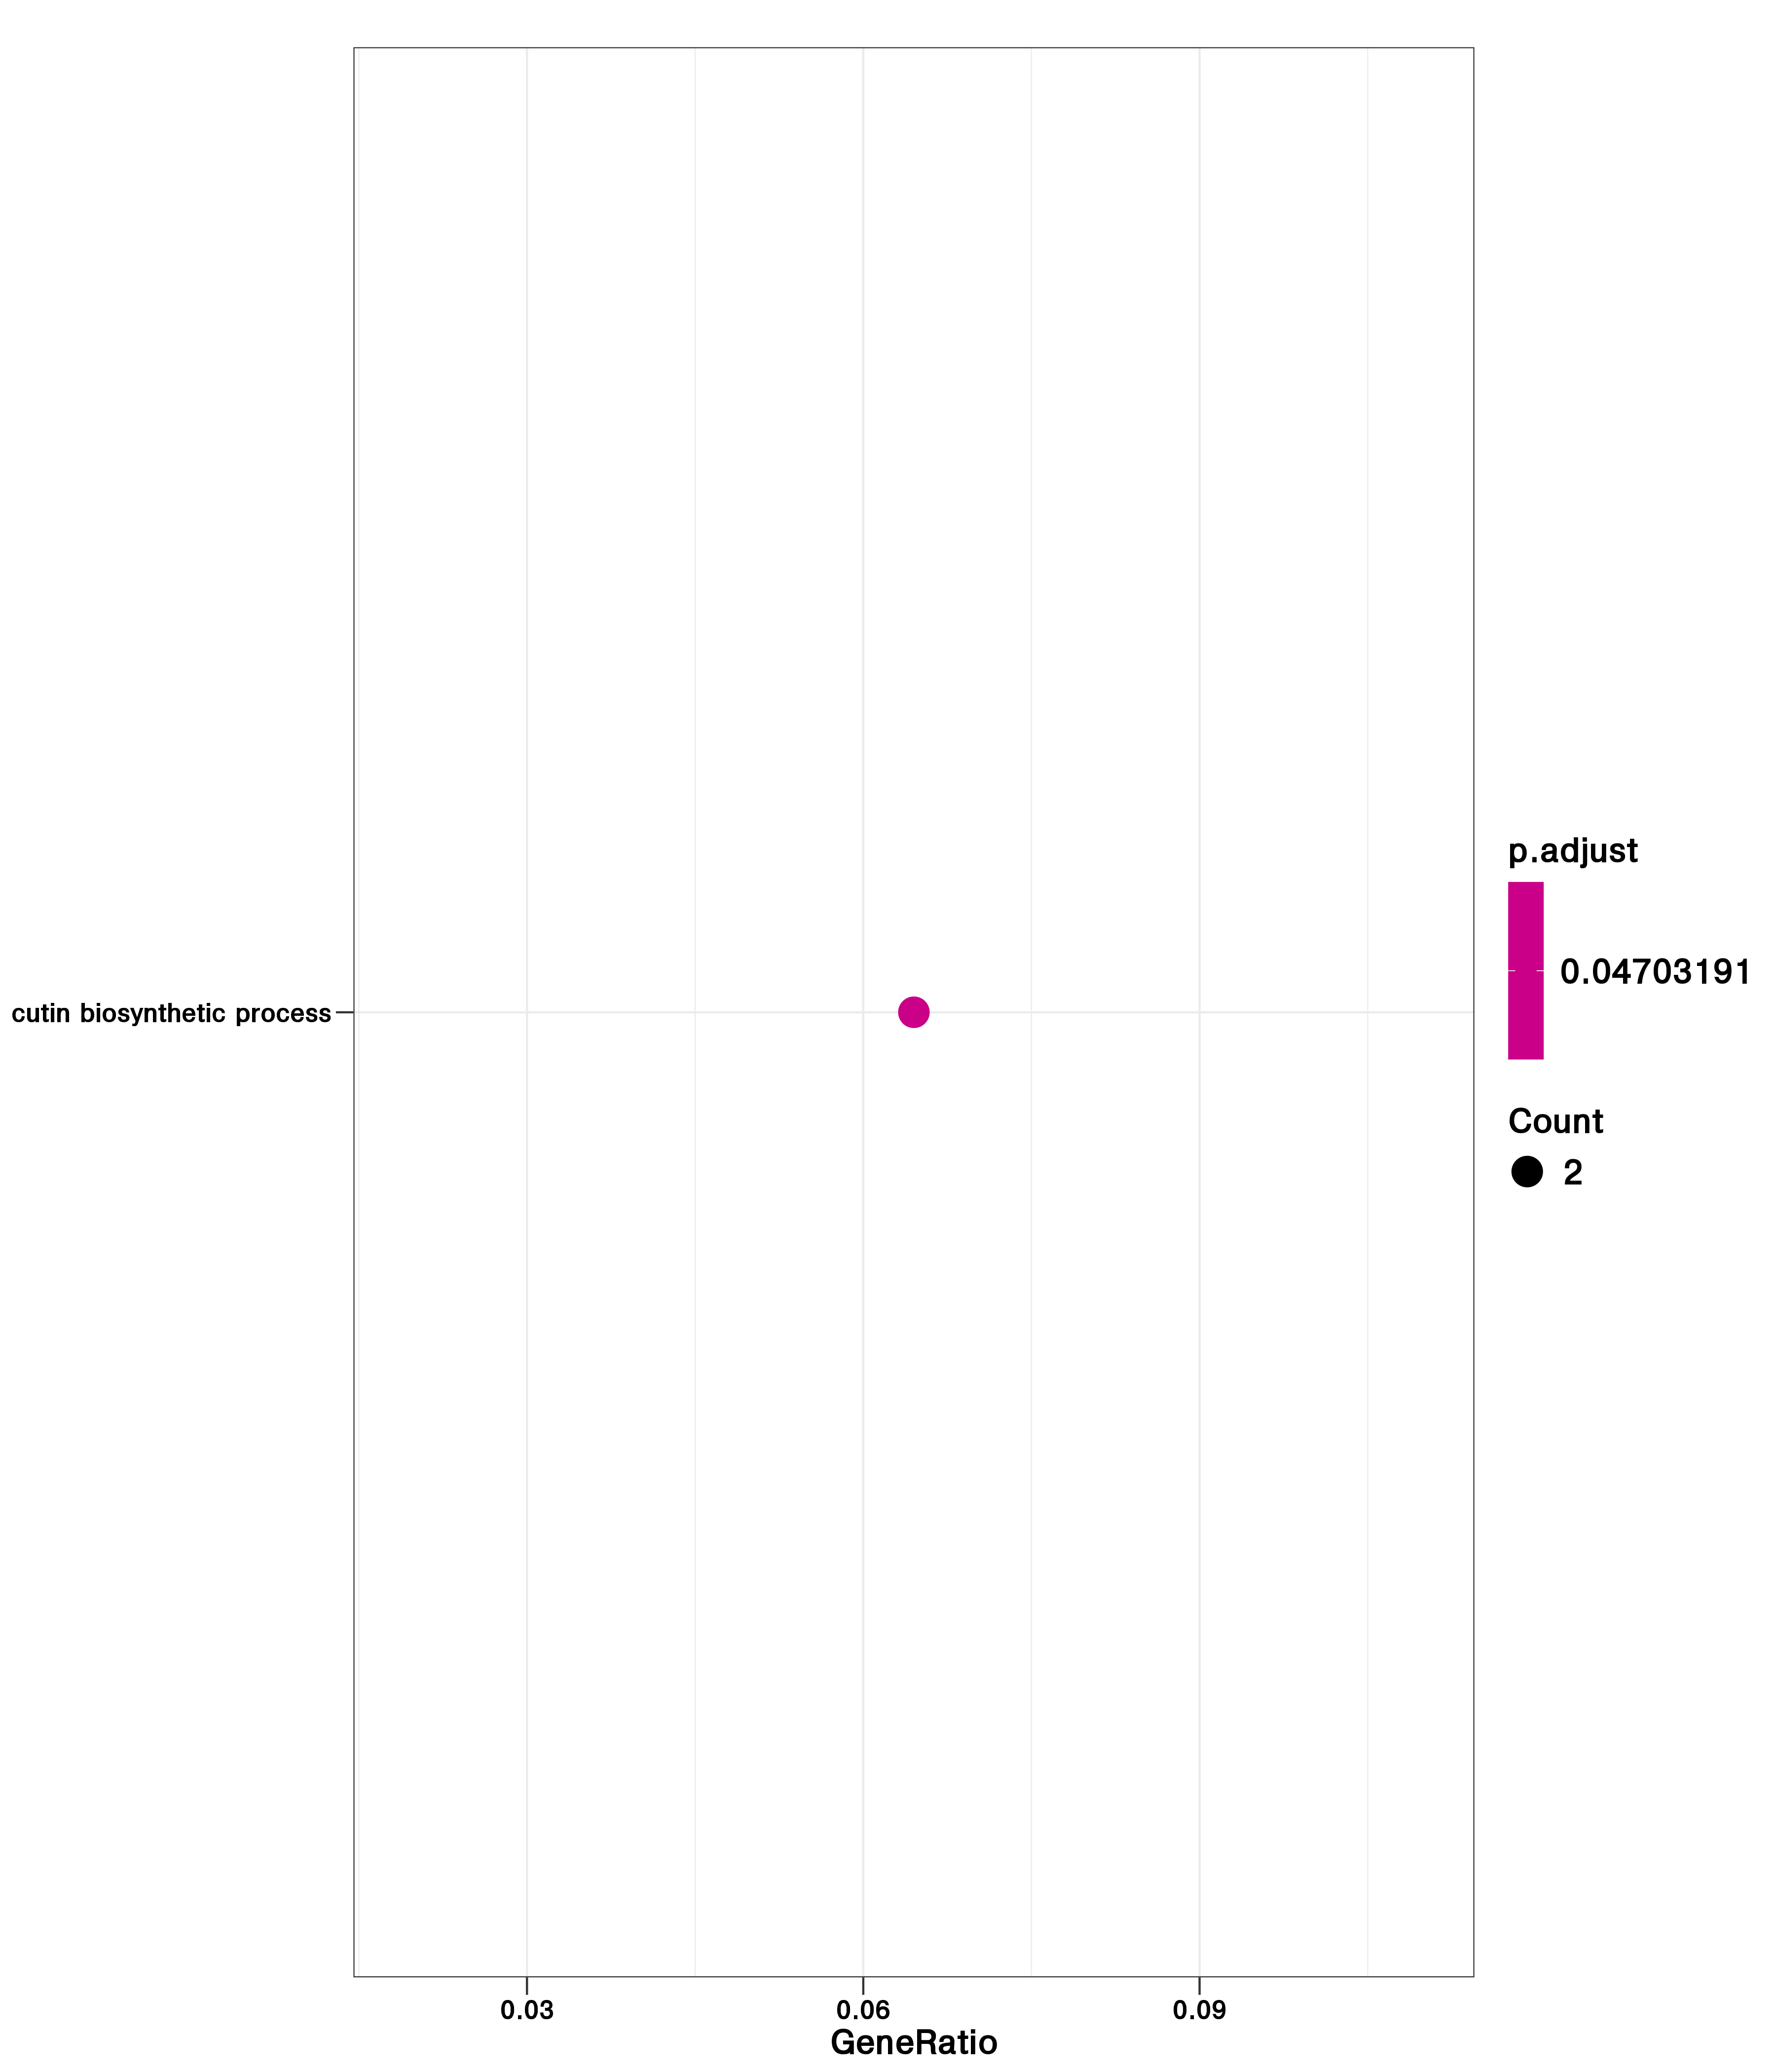 cutin biosynthetic process
0.03 0.06 0.09
GeneRatio
p.adjust
0.04703191
Count
2